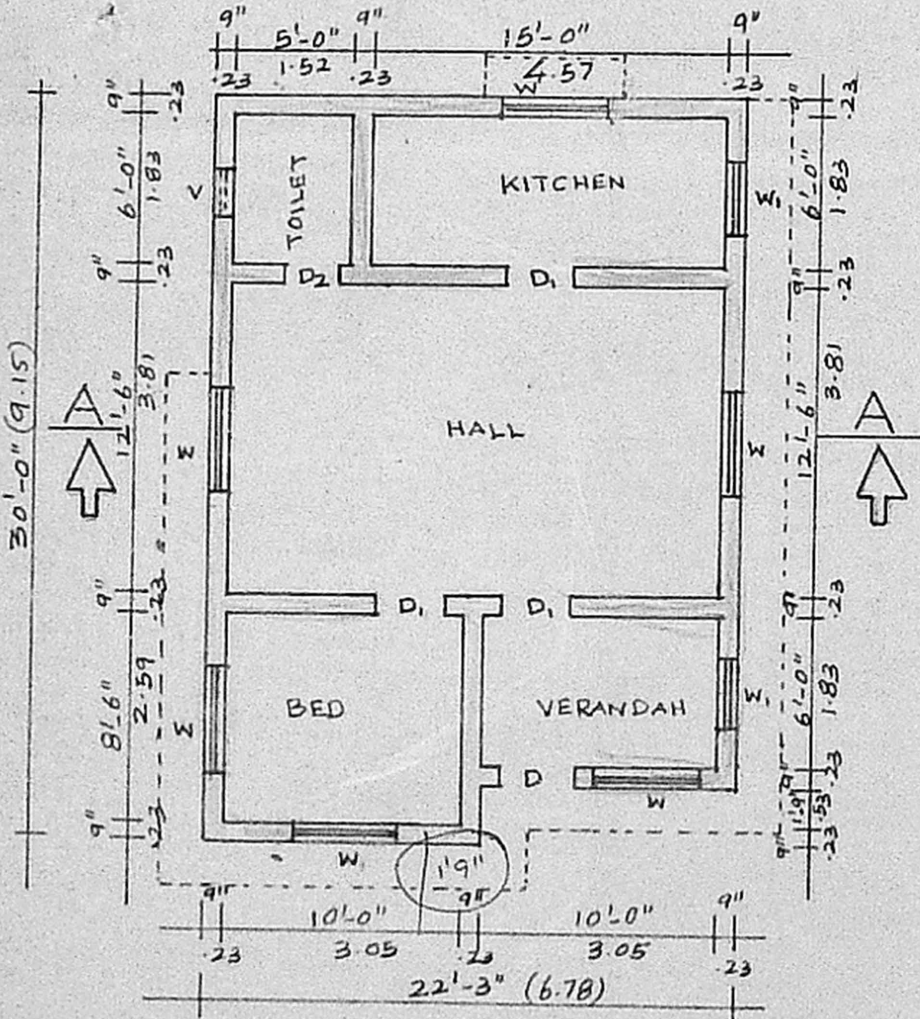 9" 9" 9"
5'-0" 15'-0"
1.52 4.57
.23 .23 .23
W
9" .23 9" .23
6'-0" 1.83 V TOILET KITCHEN W₁ 6'-0" 1.83
9" .23 D₂ D₁ 9" .23
30'-0" (9.15)
A 12'-6" 3.81 W HALL W 12'-6" 3.81 A
9" .23 D₁ D₁ 9" .23
8'-6" 2.59 W BED VERANDAH W₁ 6'-0" 1.83
D 9" .23
W 1'-9" .53
9" .23 W₁ 1'9" 9" .23
9" 9" 9"
10'-0" 10'-0"
.23 3.05 .23 3.05 .23
22'-3" (6.78)